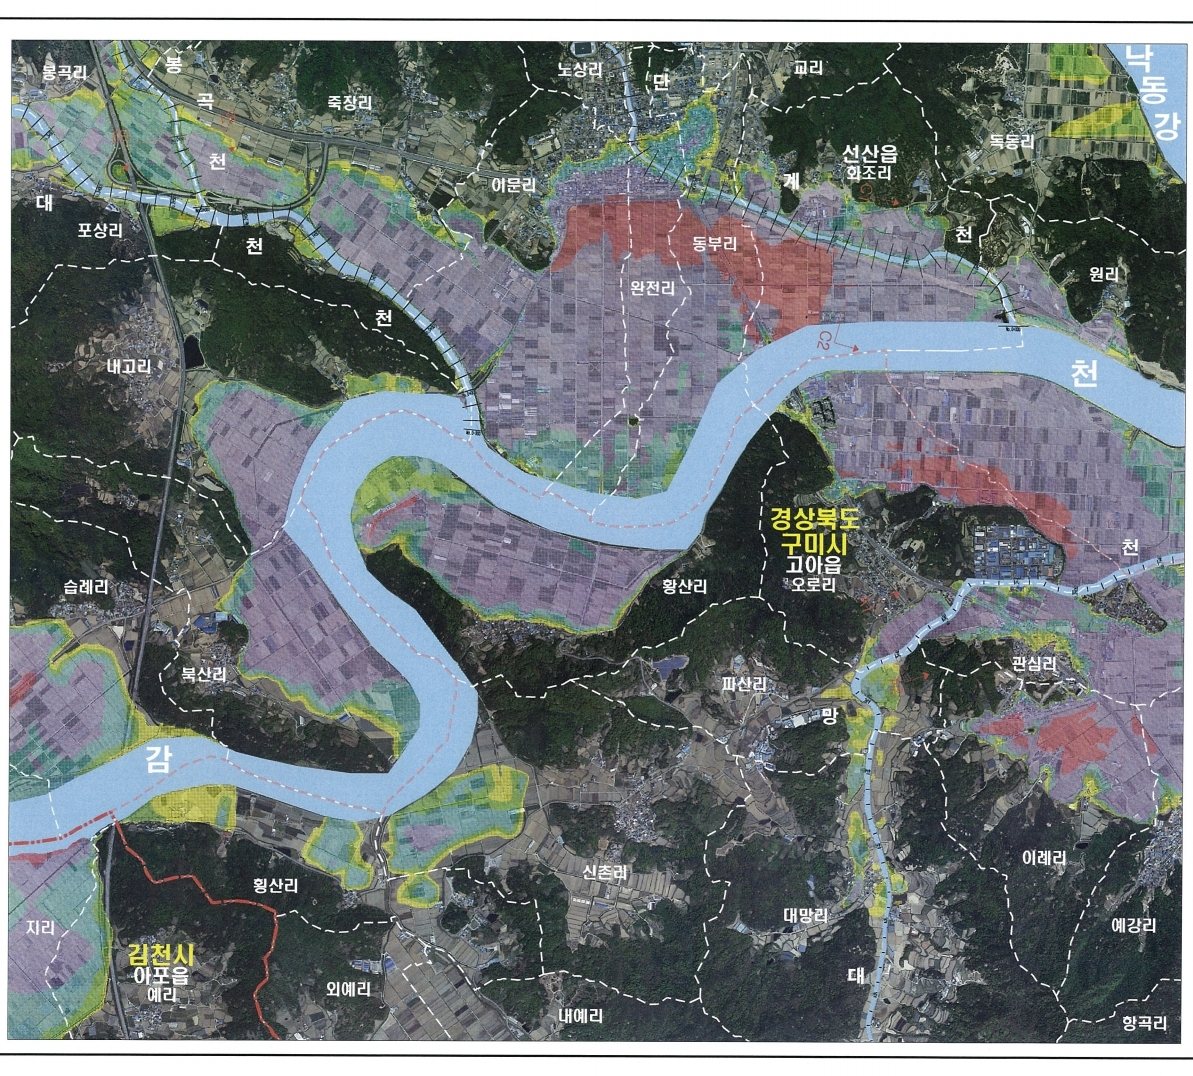 낙
동
강
봉곡리
봉
곡
천
죽장리
노상리
단
교리
독동리
선산읍
화조리
이문리
계
천
대
포상리
천
동부리
완전리
원리
천
내고리
C2
천
경상북도
구미시
고아읍
오로리
천
습례리
황산리
북산리
파산리
관심리
망
감
신촌리
이례리
횡산리
대망리
예강리
지리
김천시
아포읍
예리
대
외예리
내예리
항곡리